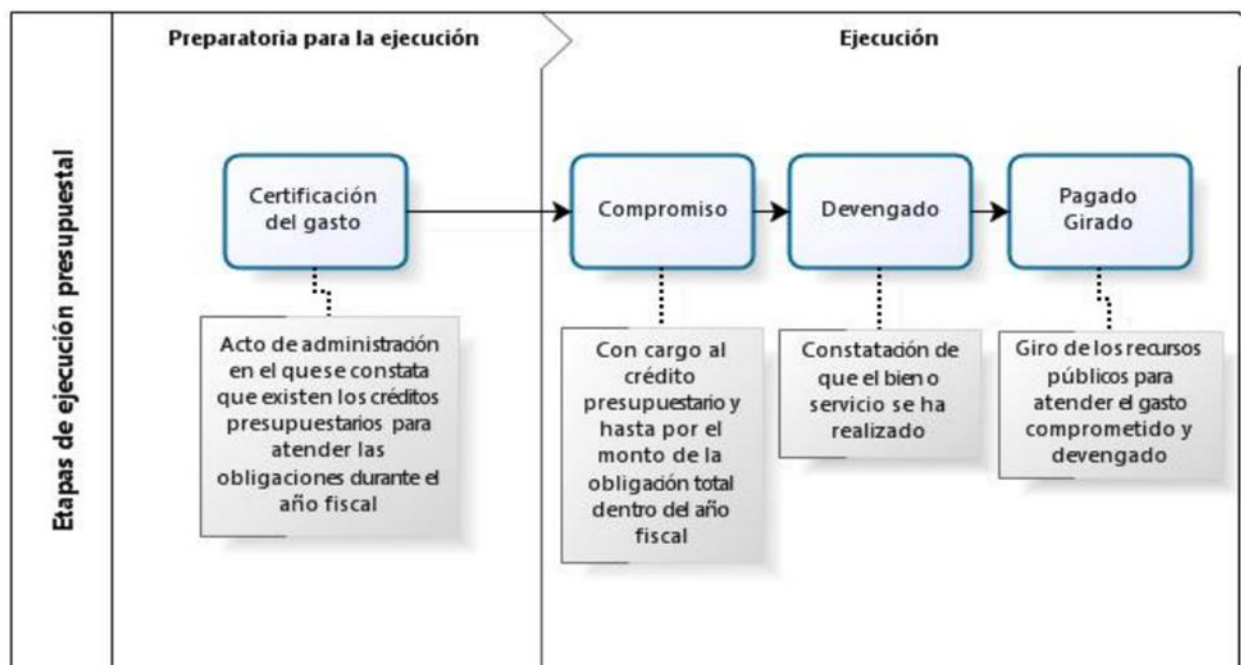 Preparatoria para la ejecución
Ejecución
Etapas de ejecución presupuestal
Certificación
del gasto
Compromiso
Devengado
Pagado
Girado
Acto de administración
en el que se constata
que existen los créditos
presupuestarios para
atender las
obligaciones durante el
año fiscal
Con cargo al
crédito
presupuestario y
hasta por el
monto de la
obligación total
dentro del año
fiscal
Constatación de
que el bien o
servicio se ha
realizado
Giro de los recursos
públicos para
atender el gasto
comprometido y
devengado